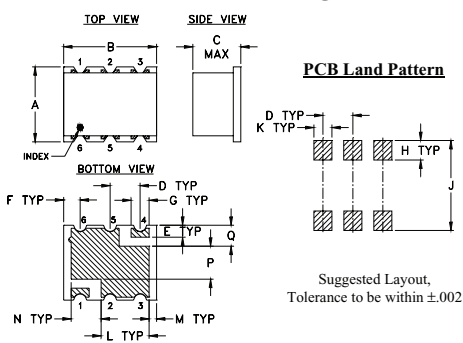 TOP VIEW
SIDE VIEW
B
C
MAX
1 2 3
A
INDEX
6 5 4
BOTTOM VIEW
D TYP
F TYP
G TYP
6 5 4
E TYP
Q
P
1 2 3
N TYP
M TYP
L TYP
PCB Land Pattern
D TYP
K TYP
H TYP
J
Suggested Layout,
Tolerance to be within ±.002